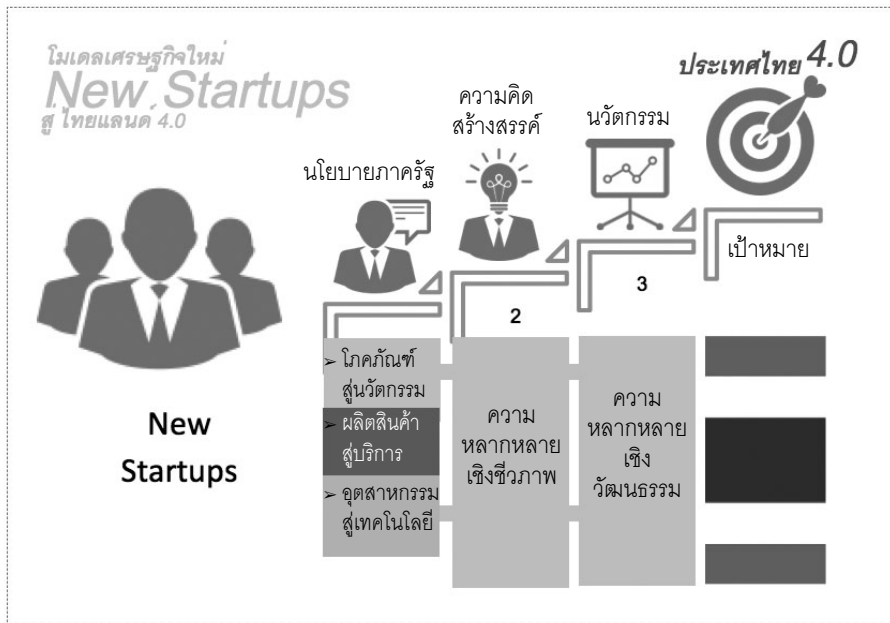 โมเดลเศรษฐกิจใหม่
New Startups
สู ไทยแลนด์ 4.0
ประเทศไทย 4.0
ความคิด
สร้างสรรค์
นวัตกรรม
นโยบายภาครัฐ
เป้าหมาย
2
3
➢ โภคภัณฑ์
สู่นวัตกรรม
➢ ผลิตสินค้า
สู่บริการ
➢ อุตสาหกรรม
สู่เทคโนโลยี
ความ
หลากหลาย
เชิงชีวภาพ
ความ
หลากหลาย
เชิง
วัฒนธรรม
New
Startups